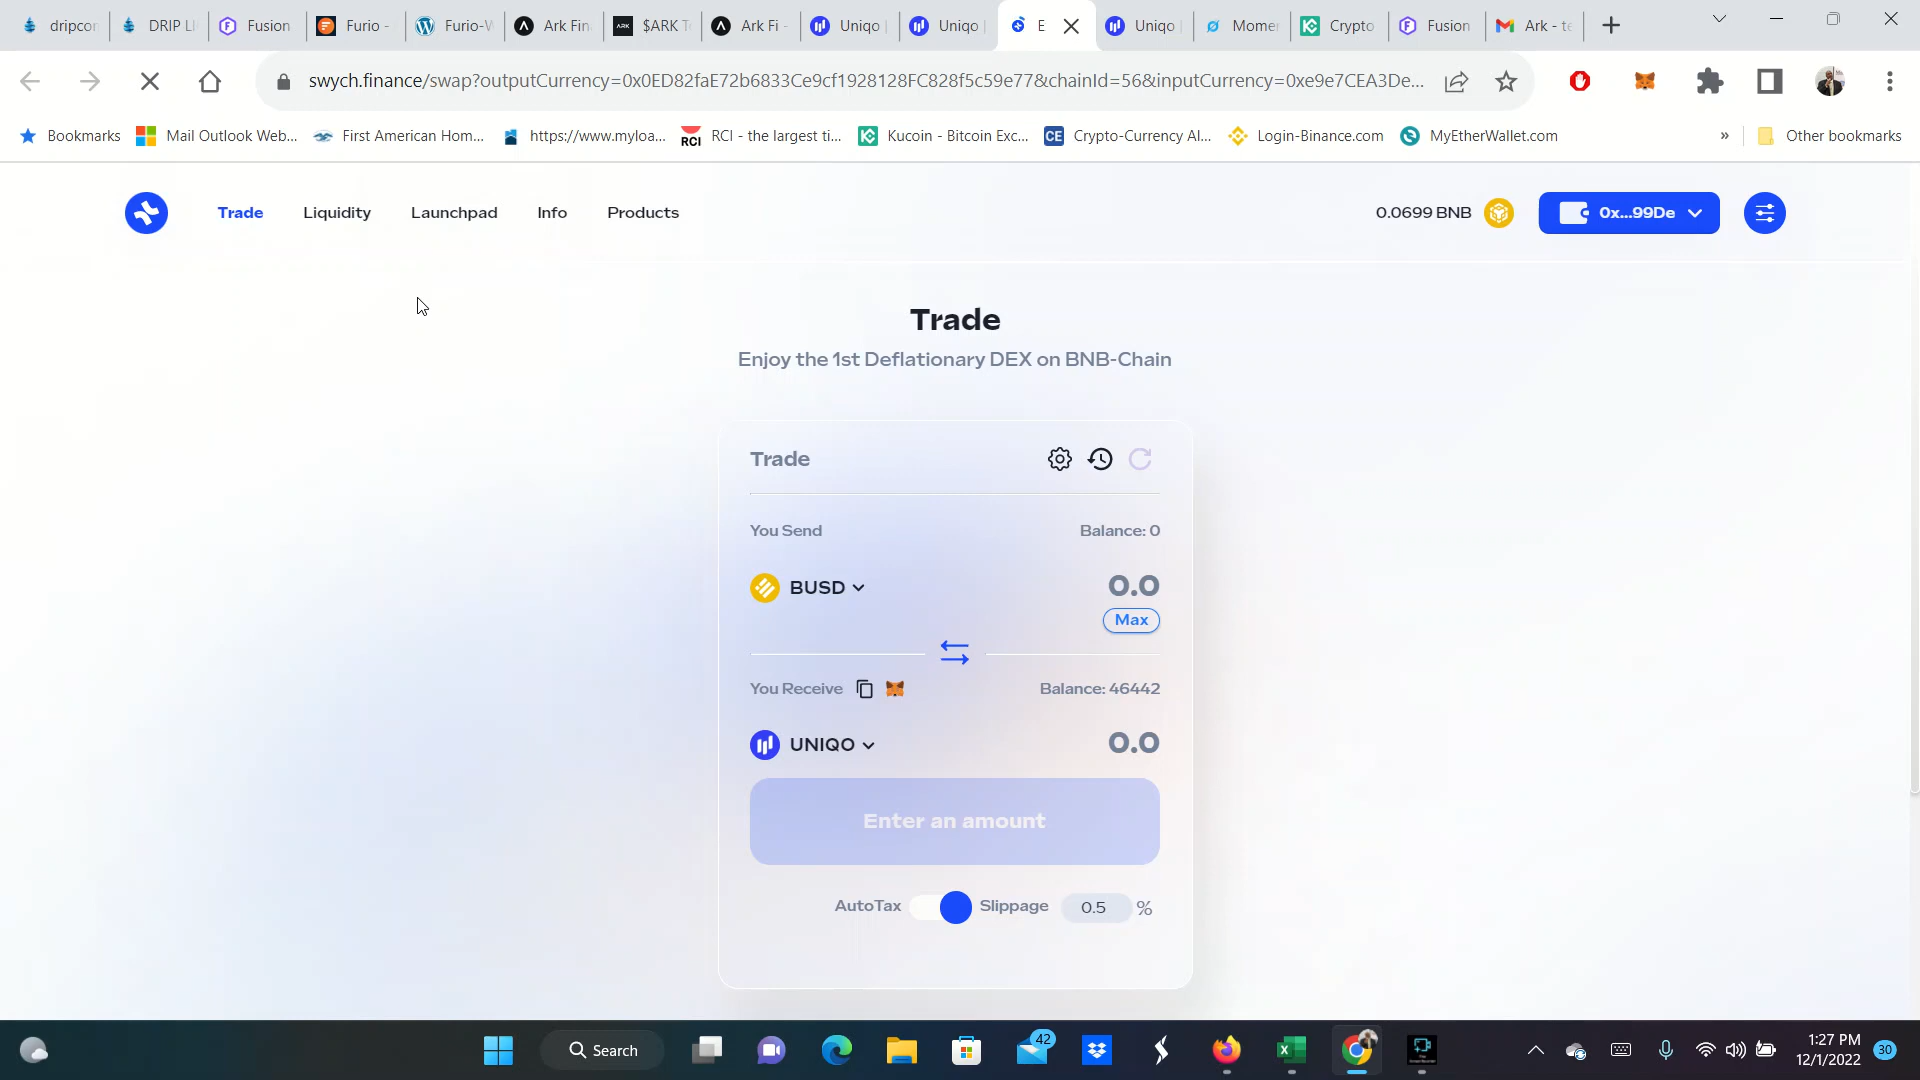 dripcon
DRIP LI
Fusion
Furio -
Furio-W
Ark Fin
$ARK T
Ark Fi -
Uniqo |
Uniqo |
E
Uniqo |
Mome
Crypto
Fusion
Ark - te
swych.finance/swap?outputCurrency=0x0ED82faE72b6833Ce9cf1928128FC828f5c59e77&chainId=56&inputCurrency=0xe9e7CEA3De...
Bookmarks
Mail Outlook Web...
First American Hom...
https://www.myloa...
RCI
RCI - the largest ti...
Kucoin - Bitcoin Exc...
CE
Crypto-Currency AI...
Login-Binance.com
MyEtherWallet.com
»
Other bookmarks
Trade
Liquidity
Launchpad
Info
Products
0.0699 BNB
0x...99De
Trade
Enjoy the 1st Deflationary DEX on BNB-Chain
Trade
You Send
Balance: 0
BUSD
0.0
Max
You Receive
Balance: 46442
UNIQO
0.0
Enter an amount
AutoTax
Slippage
0.5
%
Search
42
1:27 PM
12/1/2022
30